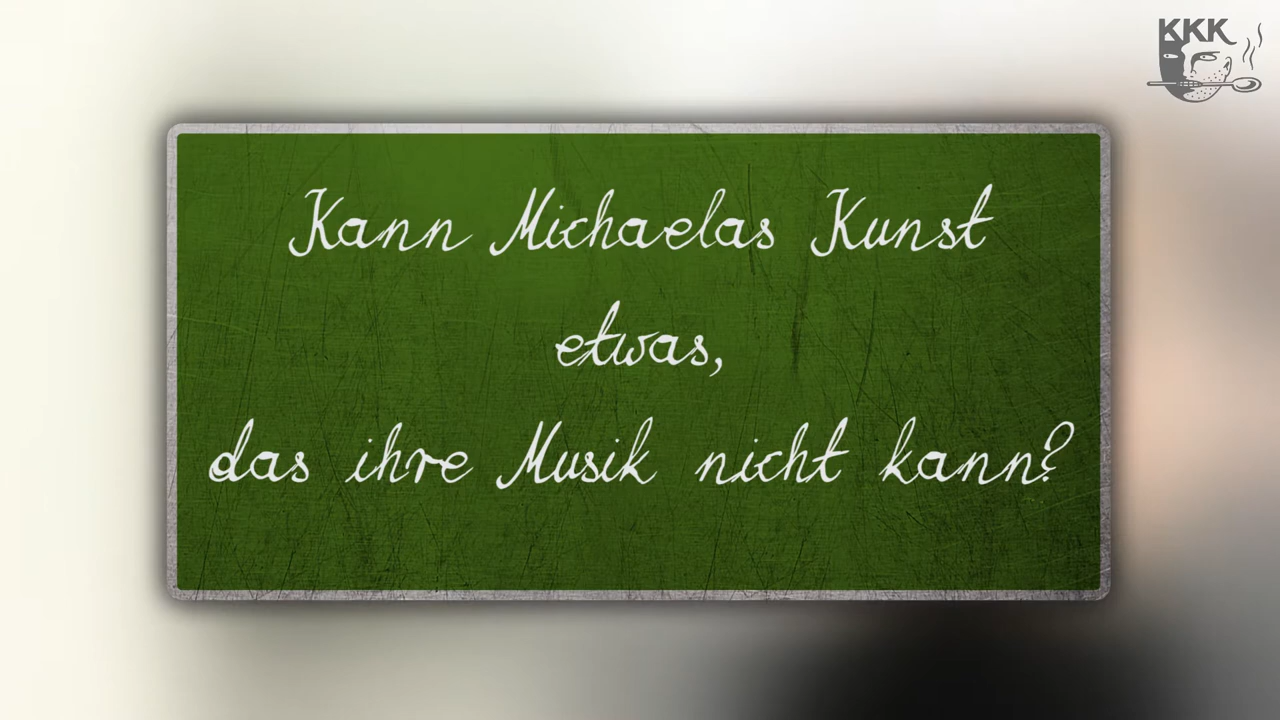 KKK
Kann Michaelas Kunst
etwas,
das ihre Musik nicht kann?